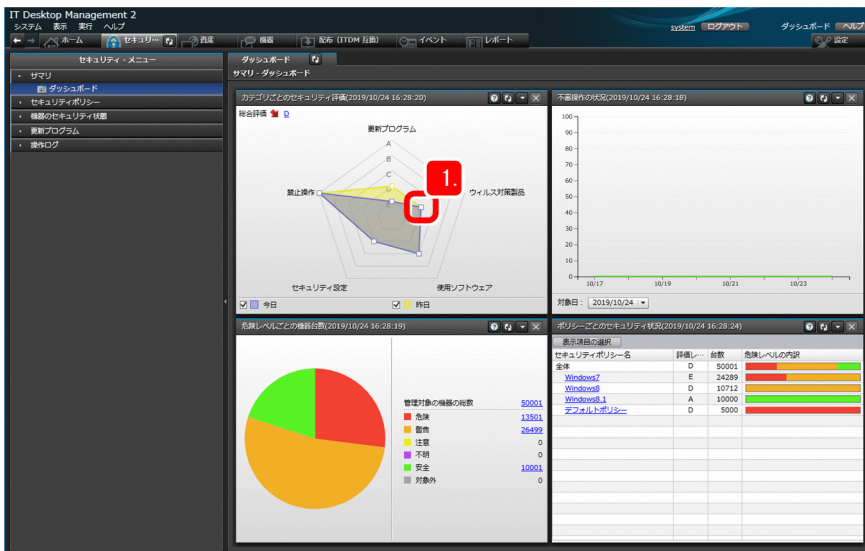 IT Desktop Management 2
システム 表示 実行 ヘルプ
system ログアウト ダッシュボード ヘルプ
ホーム セキュリ… 資産 機器 配布 (ITDM 互換) イベント レポート 設定
セキュリティ - メニュー
サマリ
ダッシュボード
セキュリティポリシー
機器のセキュリティ状態
更新プログラム
操作ログ
ダッシュボード
サマリ - ダッシュボード
カテゴリごとのセキュリティ評価(2019/10/24 16:28:20)
総合評価 D
更新プログラム
A
B
C
1.
禁止操作
ウィルス対策製品
セキュリティ設定
使用ソフトウェア
今日
昨日
不審操作の状況(2019/10/24 16:28:18)
100
90
80
70
60
50
40
30
20
10
0
10/17 10/19 10/21 10/23
対象日: 2019/10/24
危険レベルごとの機器台数(2019/10/24 16:28:19)
管理対象の機器の総数 50001
危険 13501
警告 26499
注意 0
不明 0
安全 10001
対象外 0
ポリシーごとのセキュリティ状況(2019/10/24 16:28:24)
表示項目の選択
セキュリティポリシー名 評価レ… 台数 危険レベルの内訳
全体 D 50001
Windows7 E 24289
Windows8 D 10712
Windows8.1 A 10000
デフォルトポリシー D 5000